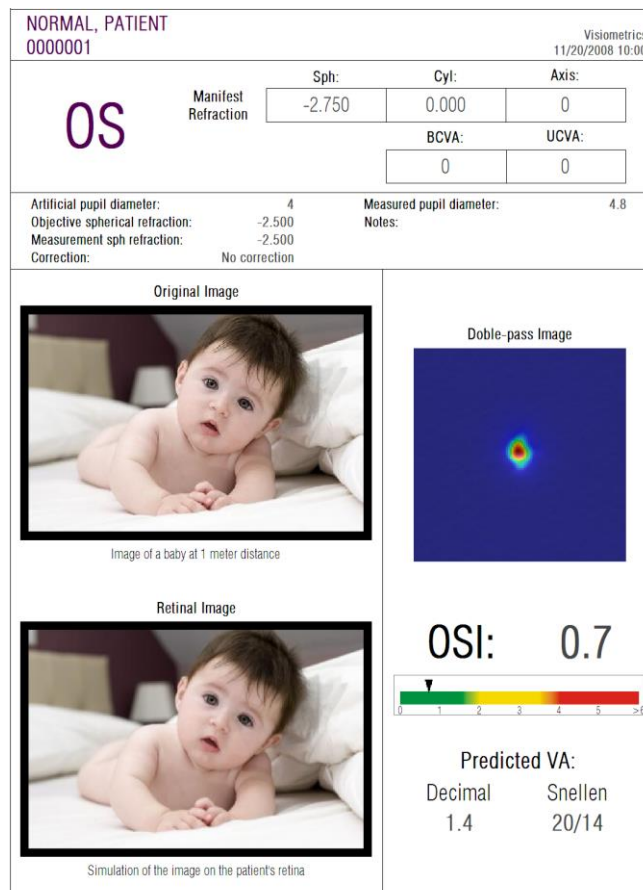 NORMAL, PATIENT
0000001
Visiometrics
11/20/2008 10:00
OS
Manifest
Refraction
Sph: Cyl: Axis:
-2.750 0.000 0
BCVA: UCVA:
0 0
Artificial pupil diameter: 4
Objective spherical refraction: -2.500
Measurement sph refraction: -2.500
Correction: No correction
Measured pupil diameter: 4.8
Notes:
Original Image
Image of a baby at 1 meter distance
Retinal Image
Simulation of the image on the patient's retina
Doble-pass Image
OSI: 0.7
0 1 2 3 4 5 >6
Predicted VA:
Decimal Snellen
1.4 20/14